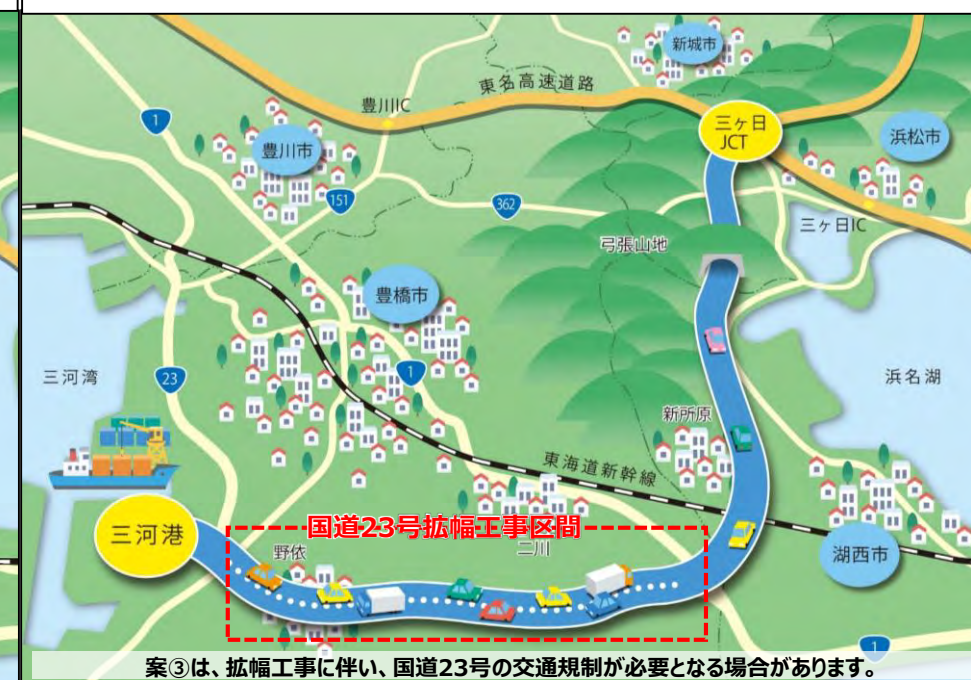 新城市
東名高速道路
豊川IC
1
三ヶ日
JCT
浜松市
豊川市
151
362
三ヶ日IC
弓張山地
豊橋市
1
三河湾
23
浜名湖
新所原
東海道新幹線
三河港
国道23号拡幅工事区間
野依
二川
湖西市
1
案③は、拡幅工事に伴い、国道23号の交通規制が必要となる場合があります。